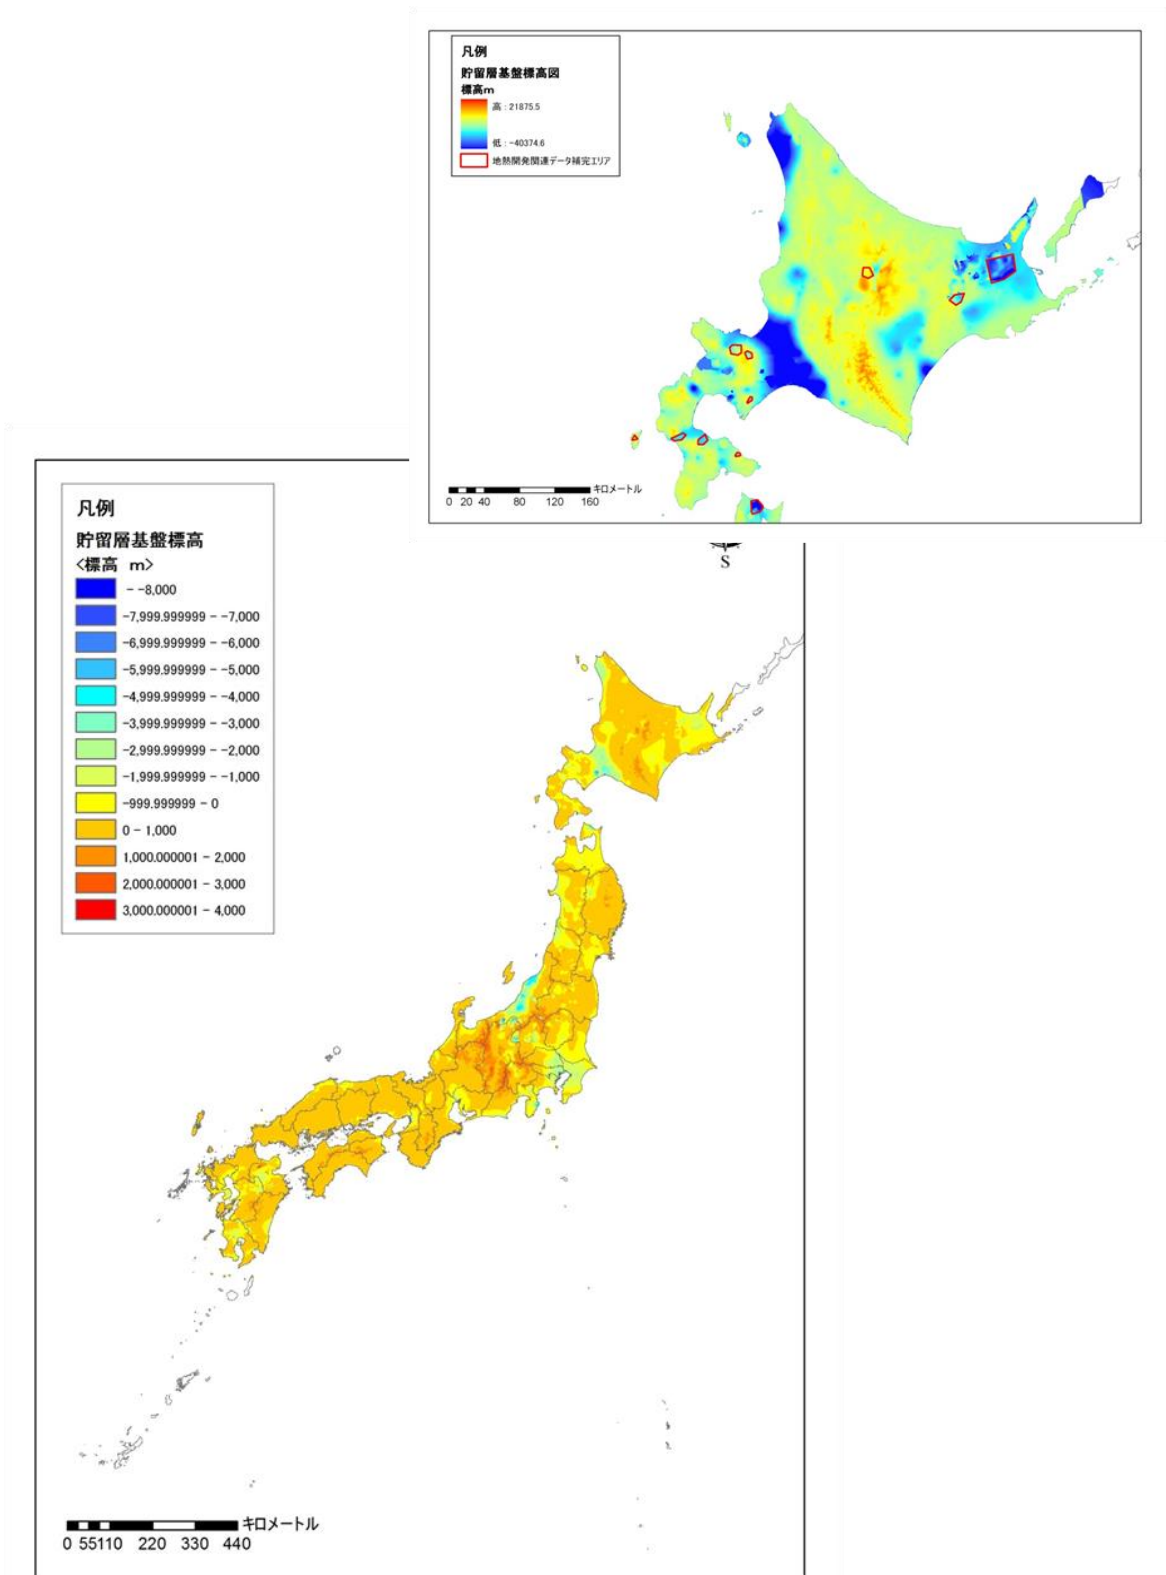 凡例
貯留層基盤標高図
標高m
高 : 21875.5
低 : -40374.6
地熱開発関連データ補完エリア
キロメートル
0 20 40 80 120 160
凡例
貯留層基盤標高
<標高 m>
- -8,000
-7,999.999999 - -7,000
-6,999.999999 - -6,000
-5,999.999999 - -5,000
-4,999.999999 - -4,000
-3,999.999999 - -3,000
-2,999.999999 - -2,000
-1,999.999999 - -1,000
-999.999999 - 0
0 - 1,000
1,000.000001 - 2,000
2,000.000001 - 3,000
3,000.000001 - 4,000
S
キロメートル
0 55110 220 330 440